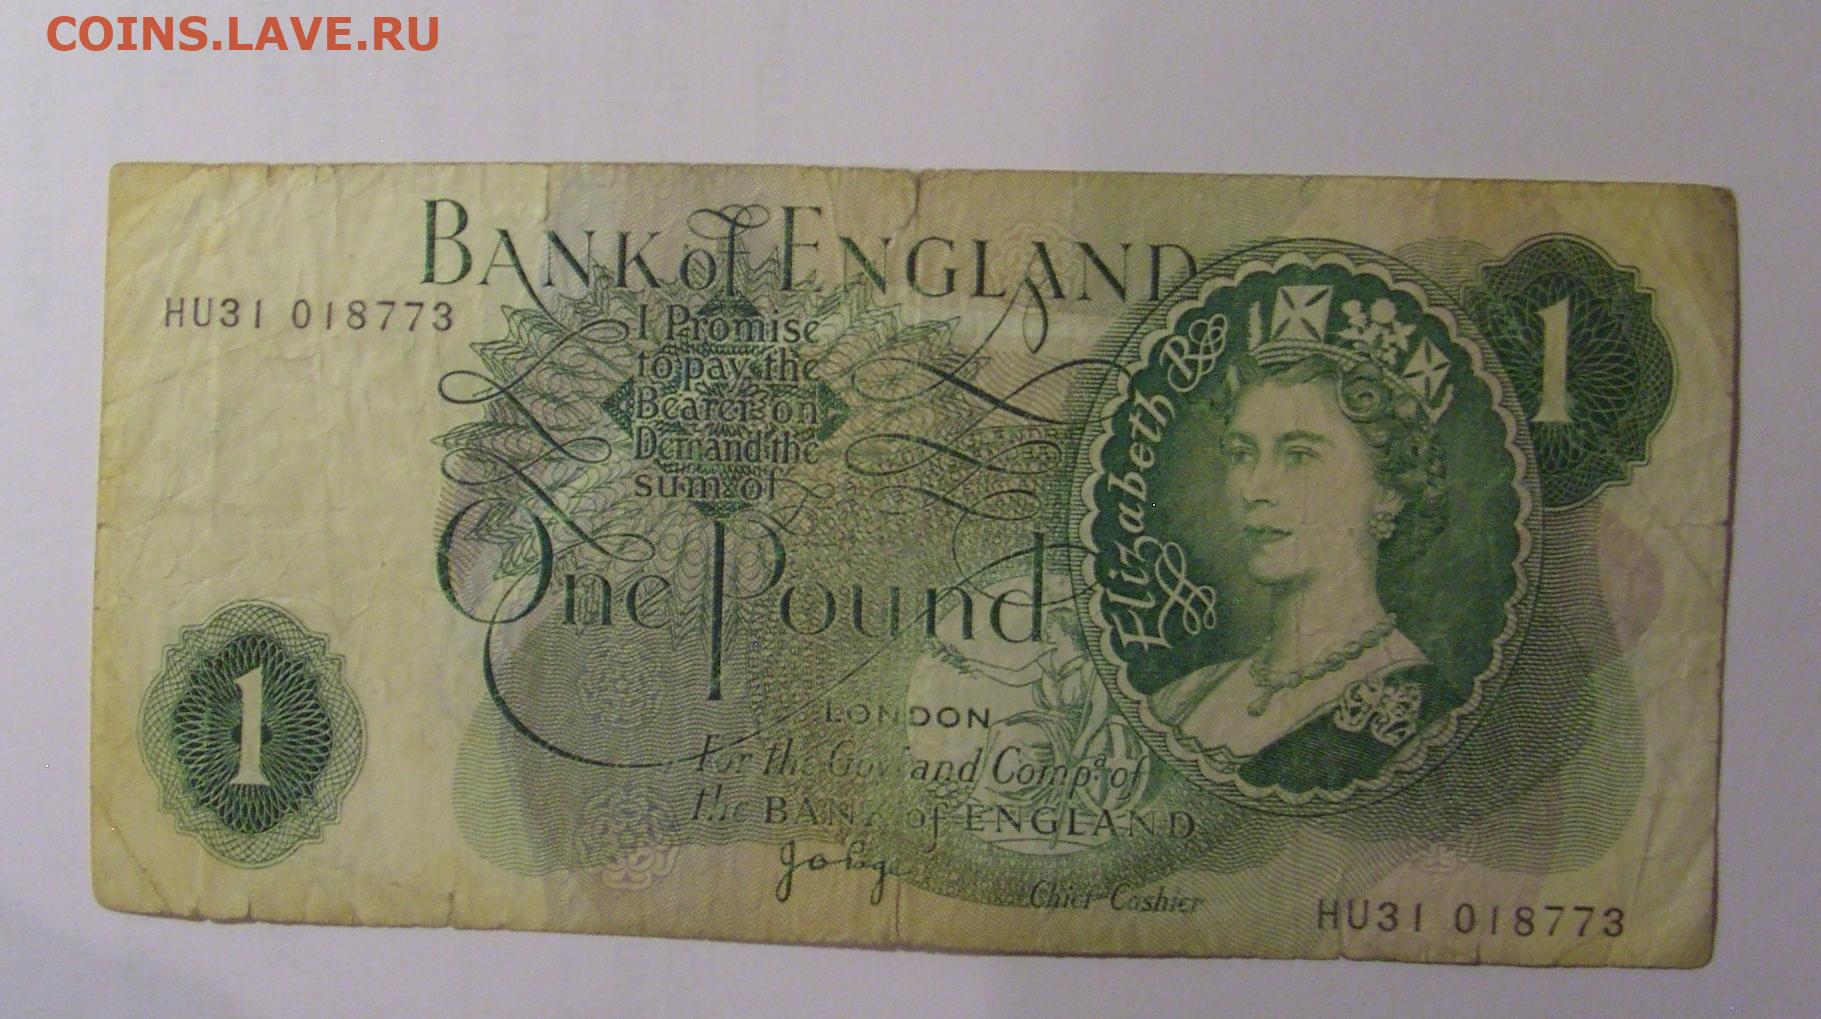 COINS.LAVE.RU
BANK of ENGLAND
HU31 018773
I Promise
to pay the
Bearer on
Demand the
sum of
One Pound
Elizabeth R
1
1
LONDON
For the Govr and Compa of
the BANK of ENGLAND
Chief Cashier
HU31 018773